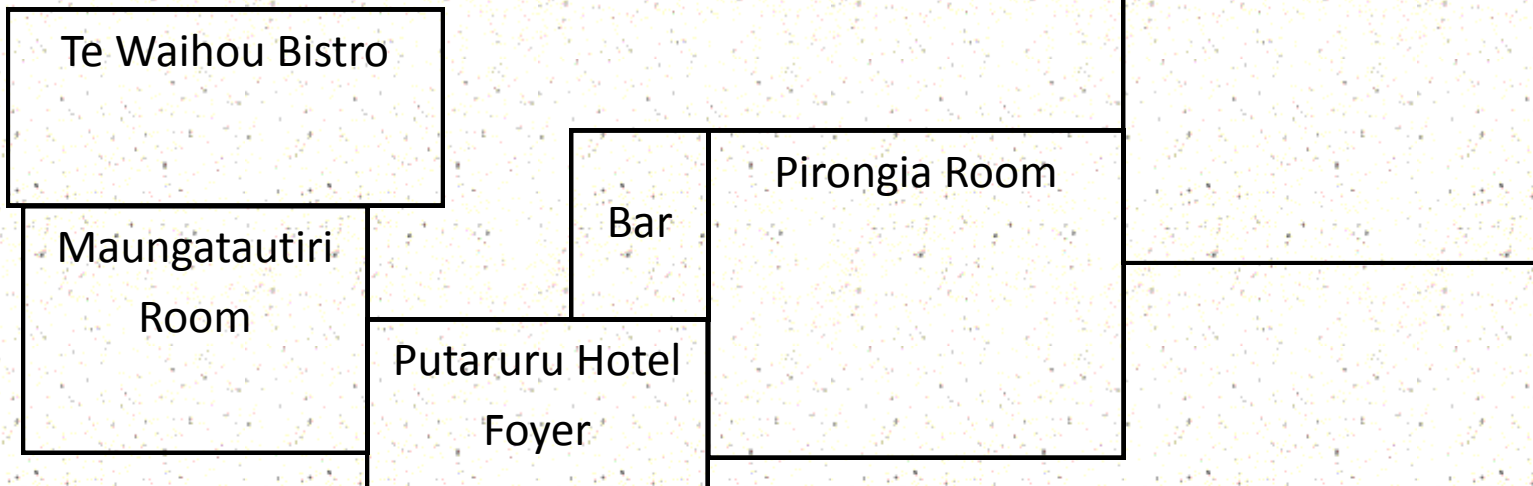 Te Waihou Bistro
Maungatautiri
Room
Bar
Pirongia Room
Putaruru Hotel
Foyer